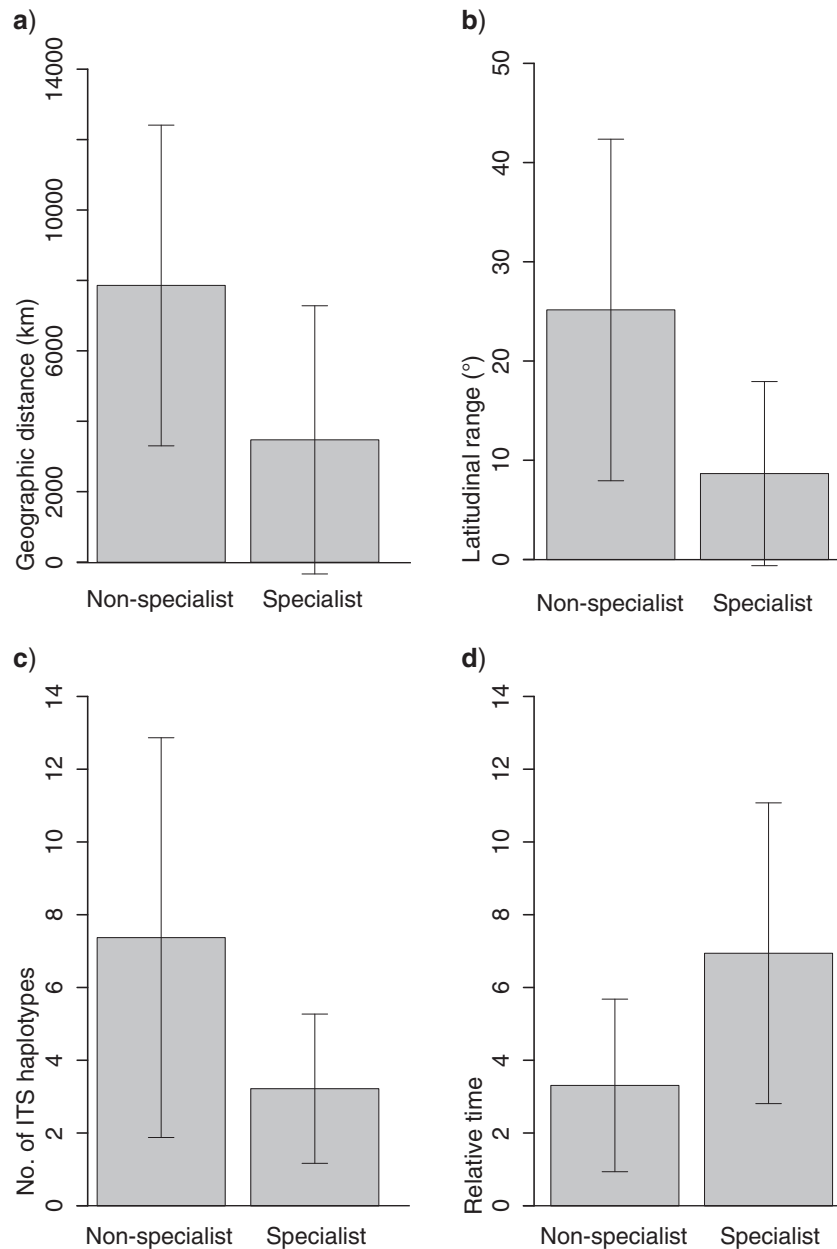 a)
Geographic distance (km)
14000
10000
6000
2000
0
Non-specialist Specialist
b)
Latitudinal range (°)
50
40
30
20
10
0
Non-specialist Specialist
c)
No. of ITS haplotypes
14
12
10
8
6
4
2
0
Non-specialist Specialist
d)
Relative time
14
12
10
8
6
4
2
0
Non-specialist Specialist